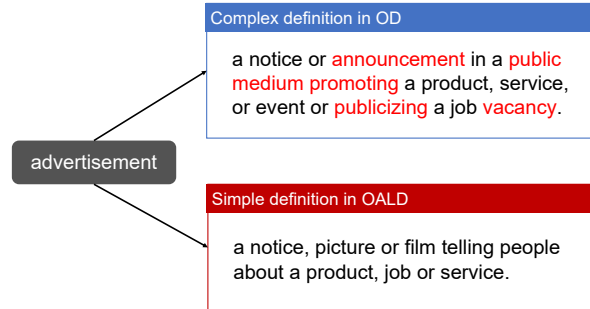 Complex definition in OD
a notice or announcement in a public
medium promoting a product, service,
or event or publicizing a job vacancy.
advertisement
Simple definition in OALD
a notice, picture or film telling people
about a product, job or service.